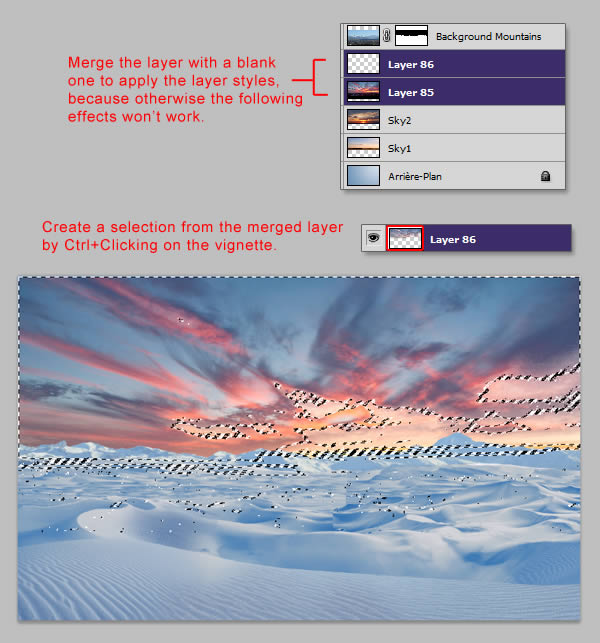 Background Mountains
Merge the layer with a blank
one to apply the layer styles,
because otherwise the following
effects won't work.
Layer 86
Layer 85
Sky2
Sky1
Arrière-Plan
Create a selection from the merged layer
by Ctrl+Clicking on the vignette.
Layer 86